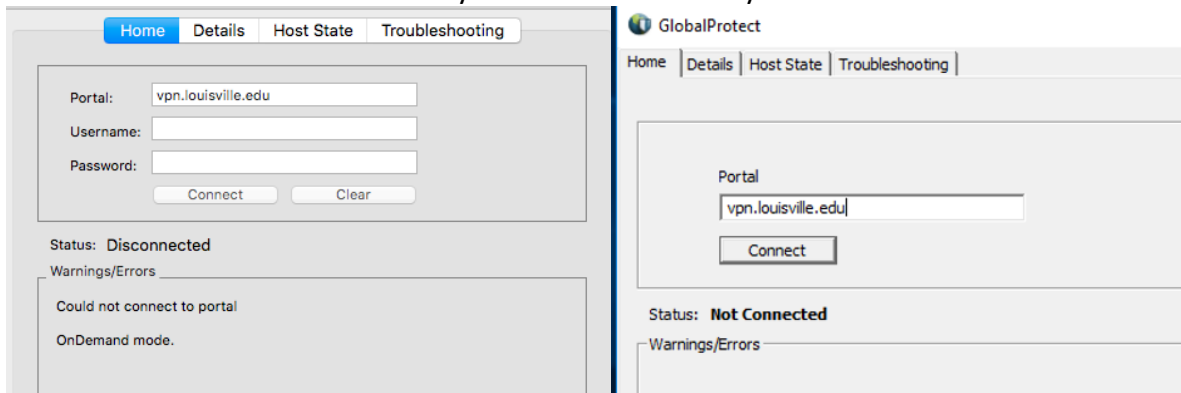 Home Details Host State Troubleshooting
Portal: vpn.louisville.edu
Username:
Password:
Connect Clear
Status: Disconnected
Warnings/Errors
Could not connect to portal
OnDemand mode.
GlobalProtect
Home Details Host State Troubleshooting
Portal
vpn.louisville.edu
Connect
Status: Not Connected
Warnings/Errors